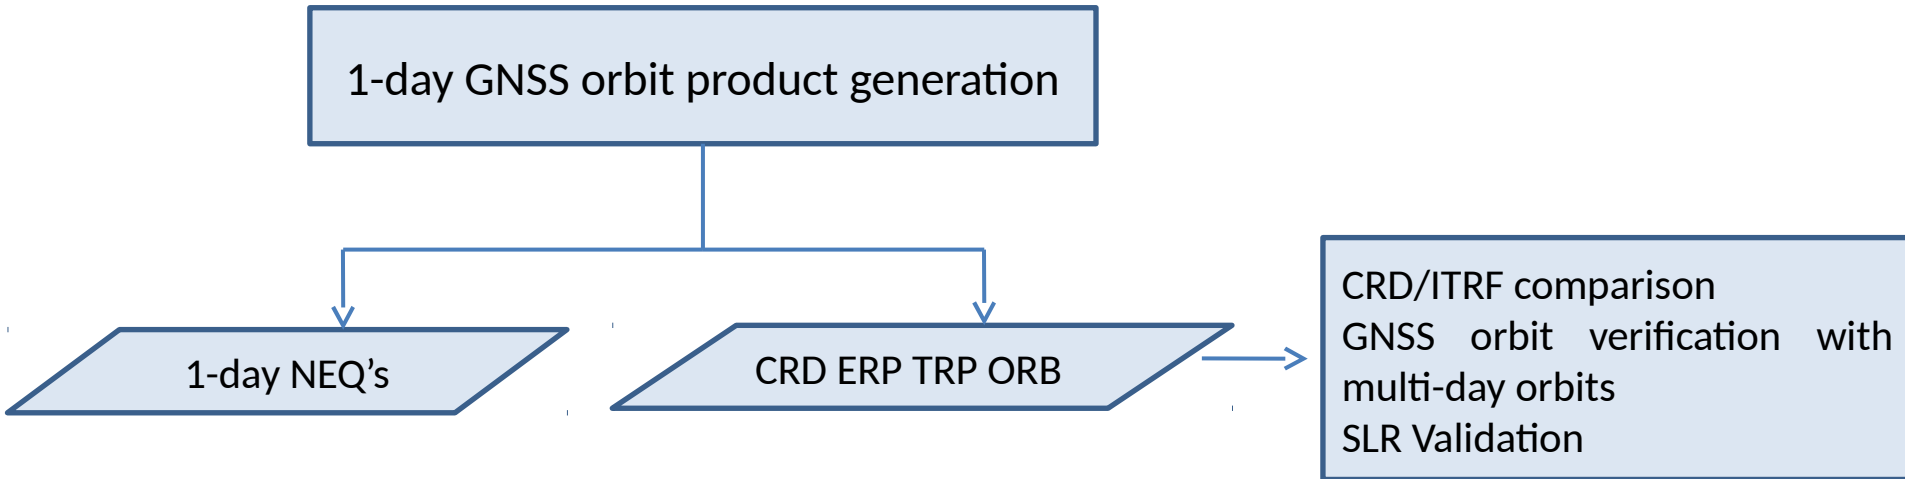 1-day GNSS orbit product generation
1-day NEQ’s
CRD ERP TRP ORB
CRD/ITRF comparison
GNSS orbit verification with
multi-day orbits
SLR Validation